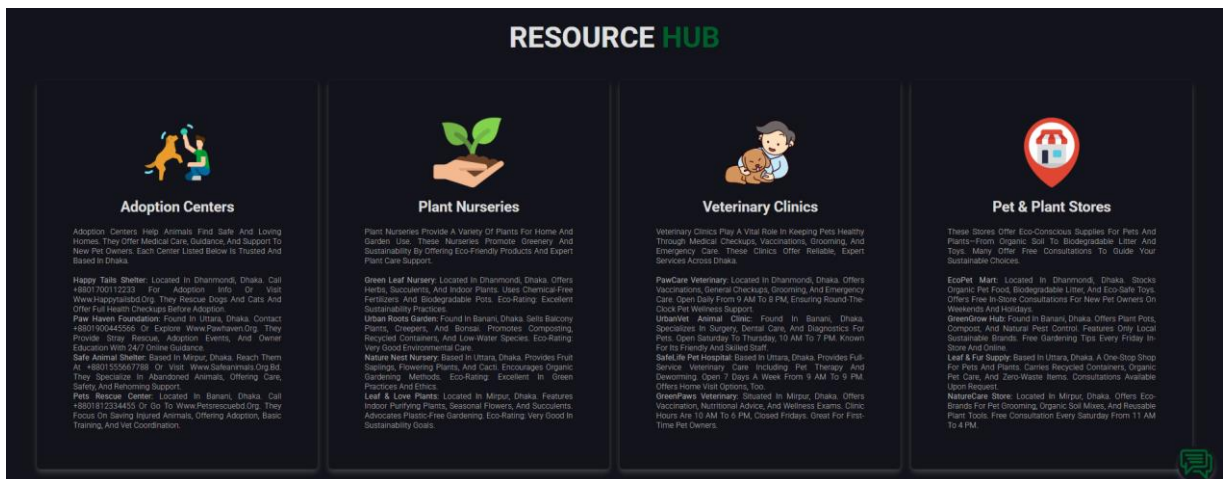 RESOURCE HUB
Adoption Centers
Adoption Centers Help Animals Find Safe And Loving
Homes. They Offer Medical Care, Guidance, And Support To
New Pet Owners. Each Center Listed Below Is Trusted And
Based In Dhaka.
Happy Tails Shelter: Located In Dhanmondi, Dhaka. Call
+8801700112233 For Adoption Info Or Visit
Www.Happytailsbd.Org. They Rescue Dogs And Cats And
Offer Full Health Checkups Before Adoption.
Paw Haven Foundation: Found In Uttara, Dhaka. Contact
+8801900445566 Or Explore Www.Pawhaven.Org. They
Provide Stray Rescue, Adoption Events, And Owner
Education With 24/7 Online Guidance.
Safe Animal Shelter: Based In Mirpur, Dhaka. Reach Them
At +8801555667788 Or Visit Www.Safeanimals.Org.Bd.
They Specialize In Abandoned Animals, Offering Care,
Safety, And Rehoming Support.
Pets Rescue Center: Located In Banani, Dhaka. Call
+8801812334455 Or Go To Www.Petsrescuebd.Org. They
Focus On Saving Injured Animals, Offering Adoption, Basic
Training, And Vet Coordination.
Plant Nurseries
Plant Nurseries Provide A Variety Of Plants For Home And
Garden Use. These Nurseries Promote Greenery And
Sustainability By Offering Eco-Friendly Products And Expert
Plant Care Support.
Green Leaf Nursery: Located In Dhanmondi, Dhaka. Offers
Herbs, Succulents, And Indoor Plants. Uses Chemical-Free
Fertilizers And Biodegradable Pots. Eco-Rating: Excellent
Sustainability Practices.
Urban Roots Garden: Found In Banani, Dhaka. Sells Balcony
Plants, Creepers, And Bonsai. Promotes Composting,
Recycled Containers, And Low-Water Species. Eco-Rating:
Very Good Environmental Care.
Nature Nest Nursery: Based In Uttara, Dhaka. Provides Fruit
Saplings, Flowering Plants, And Cacti. Encourages Organic
Gardening Methods. Eco-Rating: Excellent In Green
Practices And Ethics.
Leaf & Love Plants: Located In Mirpur, Dhaka. Features
Indoor Purifying Plants, Seasonal Flowers, And Succulents.
Advocates Plastic-Free Gardening. Eco-Rating: Very Good In
Sustainability Goals.
Veterinary Clinics
Veterinary Clinics Play A Vital Role In Keeping Pets Healthy
Through Medical Checkups, Vaccinations, Grooming, And
Emergency Care. These Clinics Offer Reliable, Expert
Services Across Dhaka.
PawCare Veterinary: Located In Dhanmondi, Dhaka. Offers
Vaccinations, General Checkups, Grooming, And Emergency
Care. Open Daily From 9 AM To 8 PM, Ensuring Round-The-
Clock Pet Wellness Support.
UrbanVet Animal Clinic: Found In Banani, Dhaka.
Specializes In Surgery, Dental Care, And Diagnostics For
Pets. Open Saturday To Thursday, 10 AM To 7 PM. Known
For Its Friendly And Skilled Staff.
SafeLife Pet Hospital: Based In Uttara, Dhaka. Provides Full-
Service Veterinary Care Including Pet Therapy And
Deworming. Open 7 Days A Week From 9 AM To 9 PM.
Offers Home Visit Options, Too.
GreenPaws Veterinary: Situated In Mirpur, Dhaka. Offers
Vaccination, Nutritional Advice, And Wellness Exams. Clinic
Hours Are 10 AM To 6 PM, Closed Fridays. Great For First-
Time Pet Owners.
Pet & Plant Stores
These Stores Offer Eco-Conscious Supplies For Pets And
Plants—From Organic Soil To Biodegradable Litter And
Toys. Many Offer Free Consultations To Guide Your
Sustainable Choices.
EcoPet Mart: Located In Dhanmondi, Dhaka. Stocks
Organic Pet Food, Biodegradable Litter, And Eco-Safe Toys.
Offers Free In-Store Consultations For New Pet Owners On
Weekends And Holidays.
GreenGrow Hub: Found In Banani, Dhaka. Offers Plant Pots,
Compost, And Natural Pest Control. Features Only Local
Sustainable Brands. Free Gardening Tips Every Friday In-
Store And Online.
Leaf & Fur Supply: Based In Uttara, Dhaka. A One-Stop Shop
For Pets And Plants. Carries Recycled Containers, Organic
Pet Care, And Zero-Waste Items. Consultations Available
Upon Request.
NatureCare Store: Located In Mirpur, Dhaka. Offers Eco-
Brands For Pet Grooming, Organic Soil Mixes, And Reusable
Plant Tools. Free Consultation Every Saturday From 11 AM
To 4 PM.